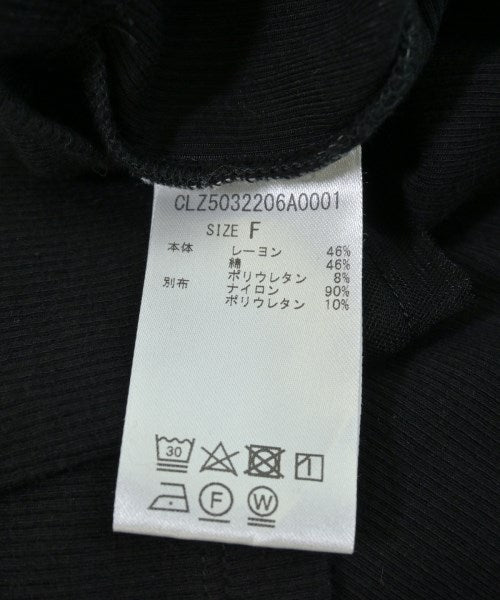 CLZ5032206A0001
SIZE F
本体 レーヨン 46%
綿 46%
ポリウレタン 8%
別布 ナイロン 90%
ポリウレタン 10%
30
F W